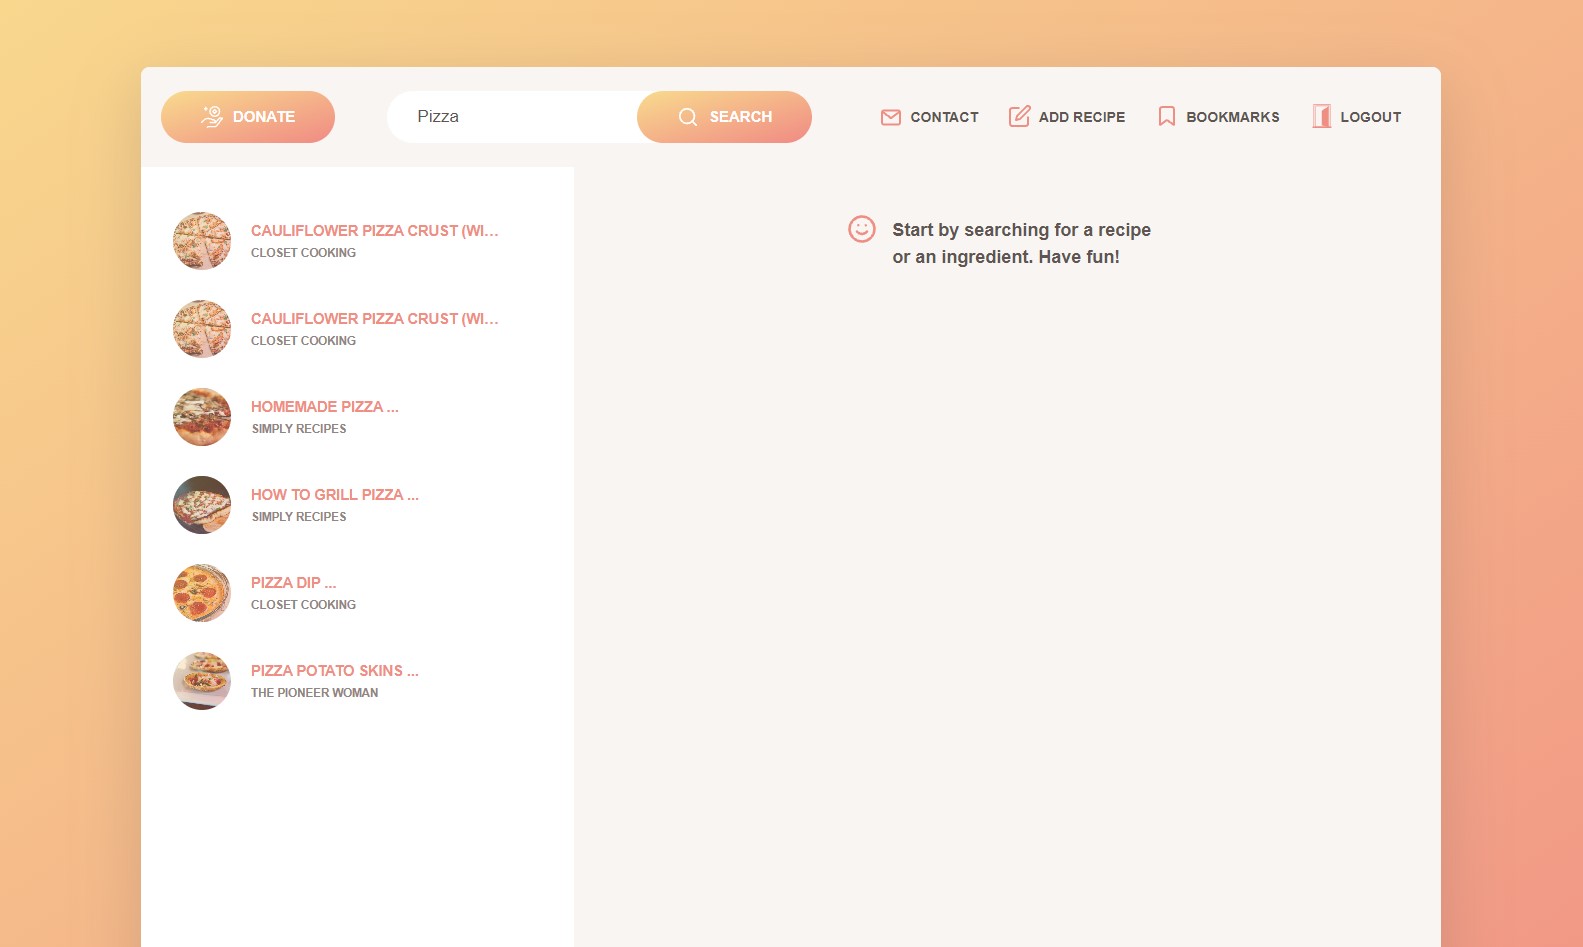 DONATE
Pizza
SEARCH
CONTACT
ADD RECIPE
BOOKMARKS
LOGOUT
CAULIFLOWER PIZZA CRUST (WI...
CLOSET COOKING
CAULIFLOWER PIZZA CRUST (WI...
CLOSET COOKING
HOMEMADE PIZZA ...
SIMPLY RECIPES
HOW TO GRILL PIZZA ...
SIMPLY RECIPES
PIZZA DIP ...
CLOSET COOKING
PIZZA POTATO SKINS ...
THE PIONEER WOMAN
Start by searching for a recipe
or an ingredient. Have fun!